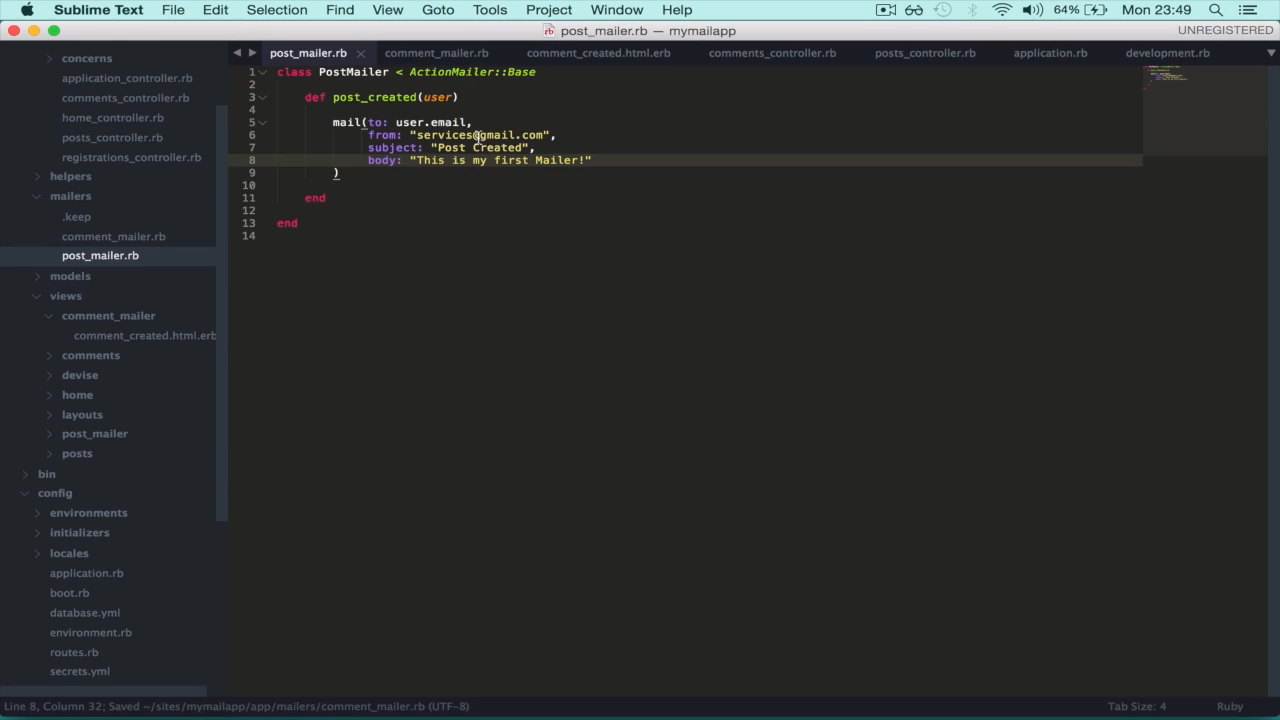 Sublime Text File Edit Selection Find View Goto Tools Project Window Help 64% Mon 23:49
post_mailer.rb — mymailapp UNREGISTERED
post_mailer.rb comment_mailer.rb comment_created.html.erb comments_controller.rb posts_controller.rb application.rb development.rb
concerns
application_controller.rb
comments_controller.rb
home_controller.rb
posts_controller.rb
registrations_controller.rb
helpers
mailers
.keep
comment_mailer.rb
post_mailer.rb
models
views
comment_mailer
comment_created.html.erb
comments
devise
home
layouts
post_mailer
posts
bin
config
environments
initializers
locales
application.rb
boot.rb
database.yml
environment.rb
routes.rb
secrets.yml
1 class PostMailer < ActionMailer::Base
2
3 def post_created(user)
4
5 mail(to: user.email,
6 from: "services@gmail.com",
7 subject: "Post Created",
8 body: "This is my first Mailer!"
9 )
10
11 end
12
13 end
14
Line 8, Column 32; Saved ~/sites/mymailapp/app/mailers/comment_mailer.rb (UTF-8) Tab Size: 4 Ruby